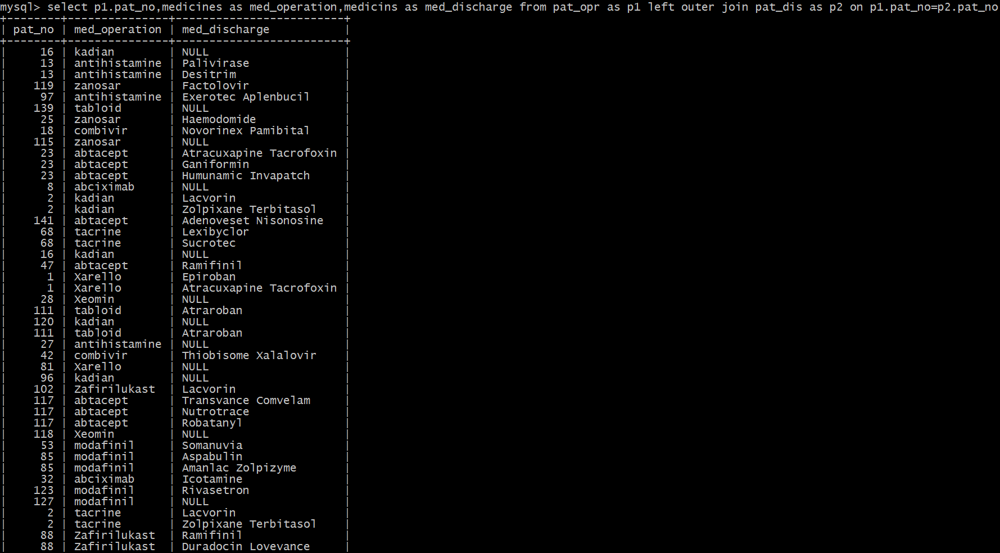 mysql> select p1.pat_no,medicines as med_operation,medicins as med_discharge from pat_opr as p1 left outer join pat_dis as p2 on p1.pat_no=p2.pat_no
+--------+---------------+-------------------------+
| pat_no | med_operation | med_discharge           |
+--------+---------------+-------------------------+
|     16 | kadian        | NULL                    |
|     13 | antihistamine | Palivirase              |
|     13 | antihistamine | Desitrim                |
|    119 | zanosar       | Factolovir              |
|     97 | antihistamine | Exerotec Aplenbucil     |
|    139 | tabloid       | NULL                    |
|     25 | zanosar       | Haemodomide             |
|     18 | combivir      | Novorinex Pamibital     |
|    115 | zanosar       | NULL                    |
|     23 | abtacept      | Atracuxapine Tacrofoxin |
|     23 | abtacept      | Ganiformin              |
|     23 | abtacept      | Humunamic Invapatch     |
|      8 | abciximab     | NULL                    |
|      2 | kadian        | Lacvorin                |
|      2 | kadian        | Zolpixane Terbitasol    |
|    141 | abtacept      | Adenoveset Nisonosine   |
|     68 | tacrine       | Lexibyclor              |
|     68 | tacrine       | Sucrotec                |
|     16 | kadian        | NULL                    |
|     47 | abtacept      | Ramifinil               |
|      1 | Xarello       | Epiroban                |
|      1 | Xarello       | Atracuxapine Tacrofoxin |
|     28 | Xeomin        | NULL                    |
|    111 | tabloid       | Atraroban               |
|    120 | kadian        | NULL                    |
|    111 | tabloid       | Atraroban               |
|     27 | antihistamine | NULL                    |
|     42 | combivir      | Thiobisome Xalalovir    |
|     81 | Xarello       | NULL                    |
|     96 | kadian        | NULL                    |
|    102 | Zafirilukast  | Lacvorin                |
|    117 | abtacept      | Transvance Comvelam     |
|    117 | abtacept      | Nutrotrace              |
|    117 | abtacept      | Robatanyl               |
|    118 | Xeomin        | NULL                    |
|     53 | modafinil     | Somanuvia               |
|     85 | modafinil     | Aspabulin               |
|     85 | modafinil     | Amanlac Zolpizyme       |
|     32 | abciximab     | Icotamine               |
|    123 | modafinil     | Rivasetron              |
|    127 | modafinil     | NULL                    |
|      2 | tacrine       | Lacvorin                |
|      2 | tacrine       | Zolpixane Terbitasol    |
|     88 | Zafirilukast  | Ramifinil               |
|     88 | Zafirilukast  | Duradocin Lovevance     |